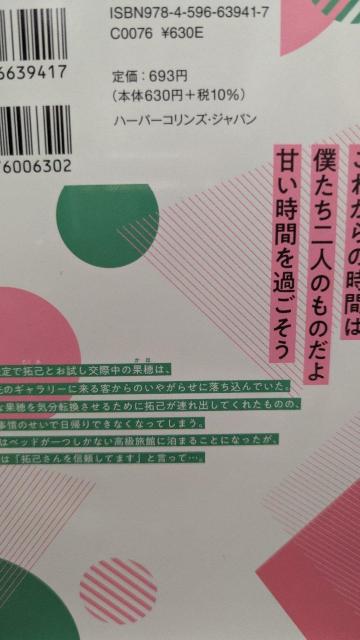 ISBN978-4-596-63941-7
C0076 ¥630E
6639417
定価:693円
(本体630円+税10%)
ハーパーコリンズ・ジャパン
6006302
これからの時間は
僕たち二人のものだよ
甘い時間を過ごそう
定で拓己とお試し交際中の果穂は、
のギャラリーに来る客からのいやがらせに落ち込んでいた。
な果穂を気分転換させるために拓己が連れ出してくれたものの、
事情のせいで日帰りできなくなってしまう。
はベッドが一つしかない高級旅館に泊まることになったが、
は「拓己さんを信頼してます」と言って…。